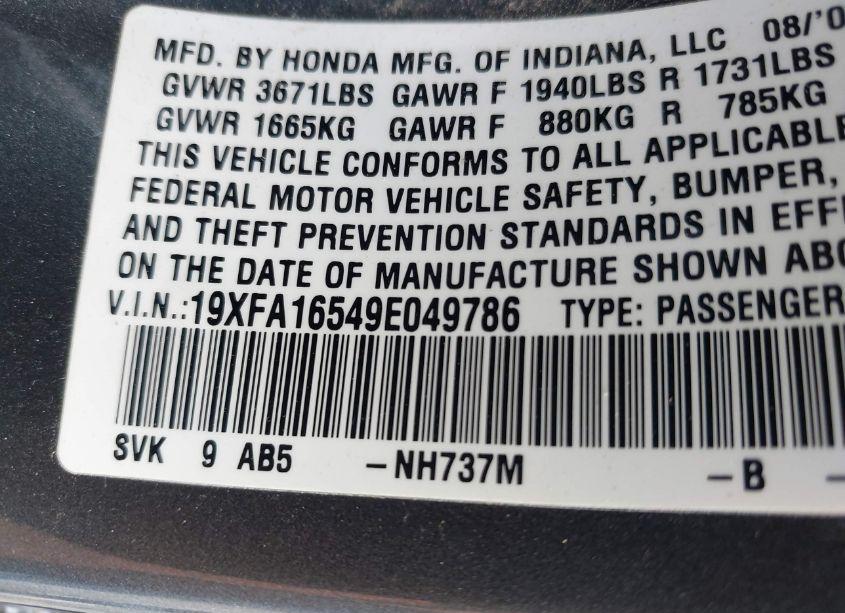 MFD. BY HONDA MFG. OF INDIANA, LLC 08/'0
GVWR 3671LBS GAWR F 1940LBS R 1731LBS
GVWR 1665KG GAWR F 880KG R 785KG
THIS VEHICLE CONFORMS TO ALL APPLICABLE
FEDERAL MOTOR VEHICLE SAFETY, BUMPER,
AND THEFT PREVENTION STANDARDS IN EFF
ON THE DATE OF MANUFACTURE SHOWN ABO
V.I.N.:19XFA16549E049786 TYPE: PASSENGER
SVK 9 AB5 -NH737M -B -